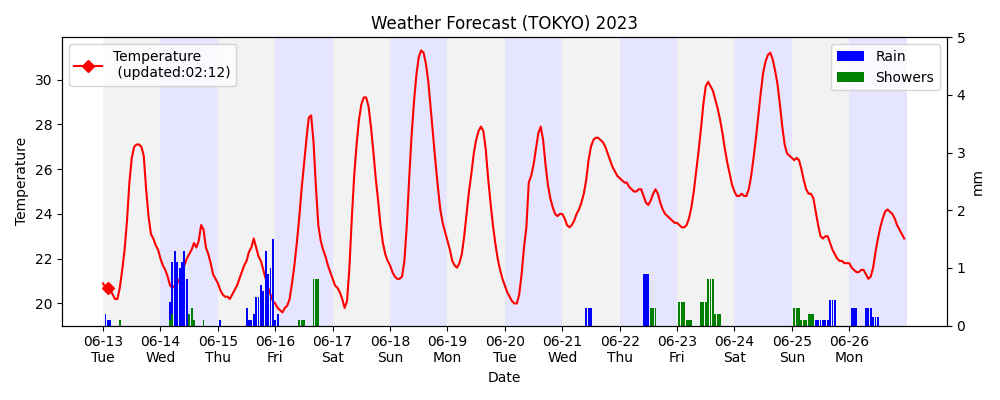 Weather Forecast (TOKYO) 2023
Temperature
(updated:02:12)
Rain
Showers
Temperature
30
28
26
24
22
20
5
4
3
2
1
0
mm
06-13 06-14 06-15 06-16 06-17 06-18 06-19 06-20 06-21 06-22 06-23 06-24 06-25 06-26
Tue Wed Thu Fri Sat Sun Mon Tue Wed Thu Fri Sat Sun Mon
Date